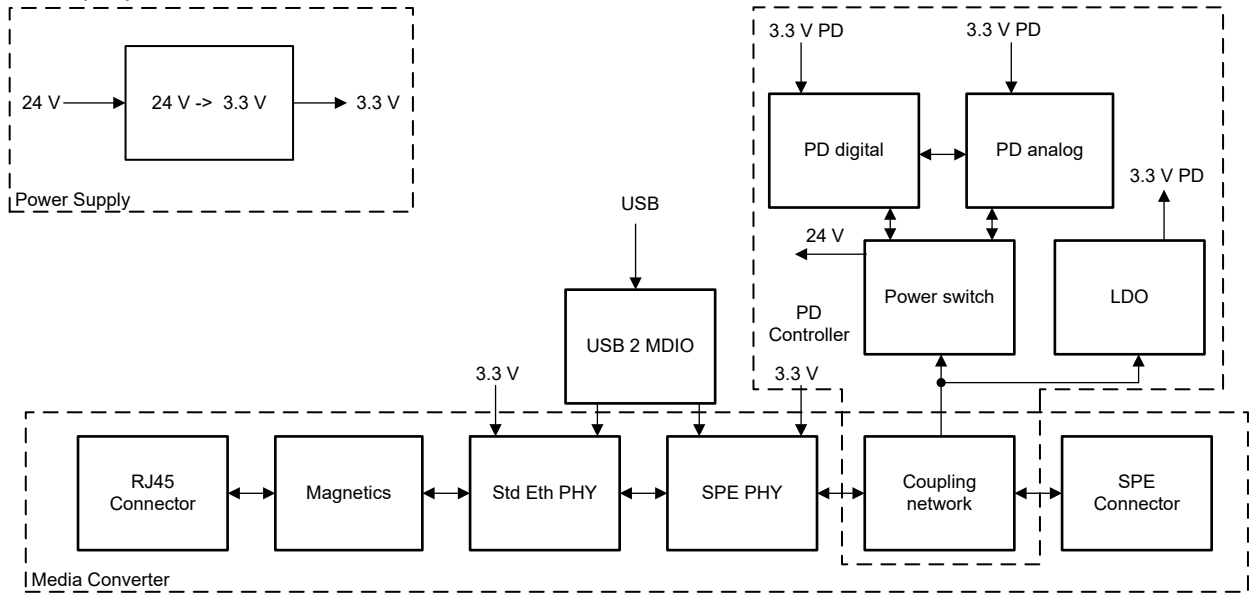 3.3 V PD
3.3 V PD
24 V
24 V -> 3.3 V
3.3 V
Power Supply
PD digital
PD analog
3.3 V PD
USB
24 V
Power switch
LDO
PD
Controller
USB 2 MDIO
3.3 V
3.3 V
RJ45
Connector
Magnetics
Std Eth PHY
SPE PHY
Coupling
network
SPE
Connector
Media Converter